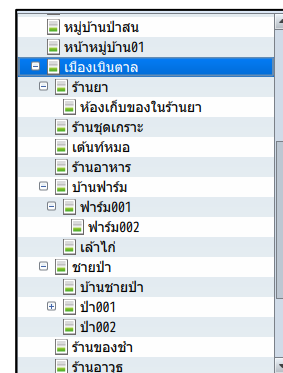 หมู่บ้านป่าสน
หน้าหมู่บ้าน01
เมืองเนินตาล
ร้านยา
ห้องเก็บของในร้านยา
ร้านชุดเกราะ
เต้นท์หมอ
ร้านอาหาร
บ้านฟาร์ม
ฟาร์ม001
ฟาร์ม002
เล้าไก่
ชายป่า
บ้านชายป่า
ป่า001
ป่า002
ร้านของชำ
ร้านอาวุธ